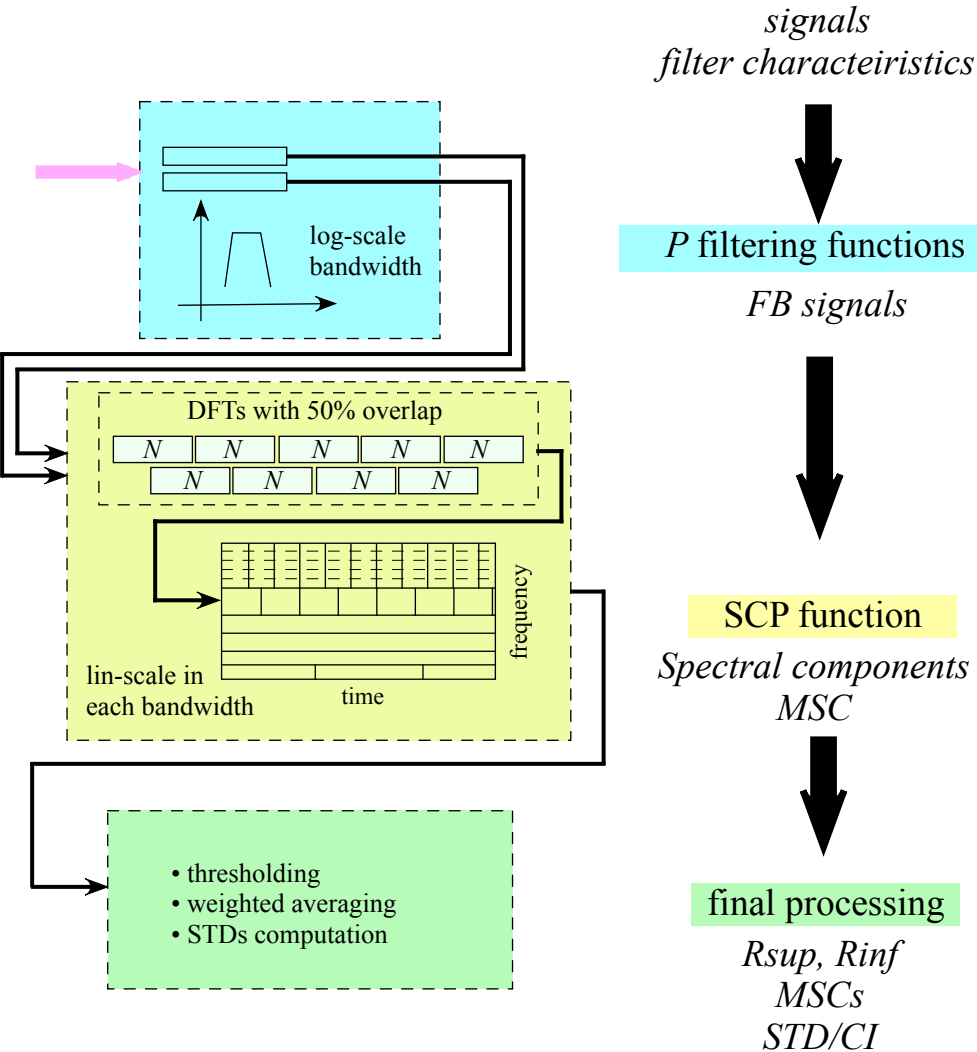 signals
filter characteiristics
log-scale
bandwidth
P filtering functions
FB signals
DFTs with 50% overlap
N N N N N
N N N N
frequency
time
lin-scale in
each bandwidth
SCP function
Spectral components
MSC
• thresholding
• weighted averaging
• STDs computation
final processing
Rsup, Rinf
MSCs
STD/CI